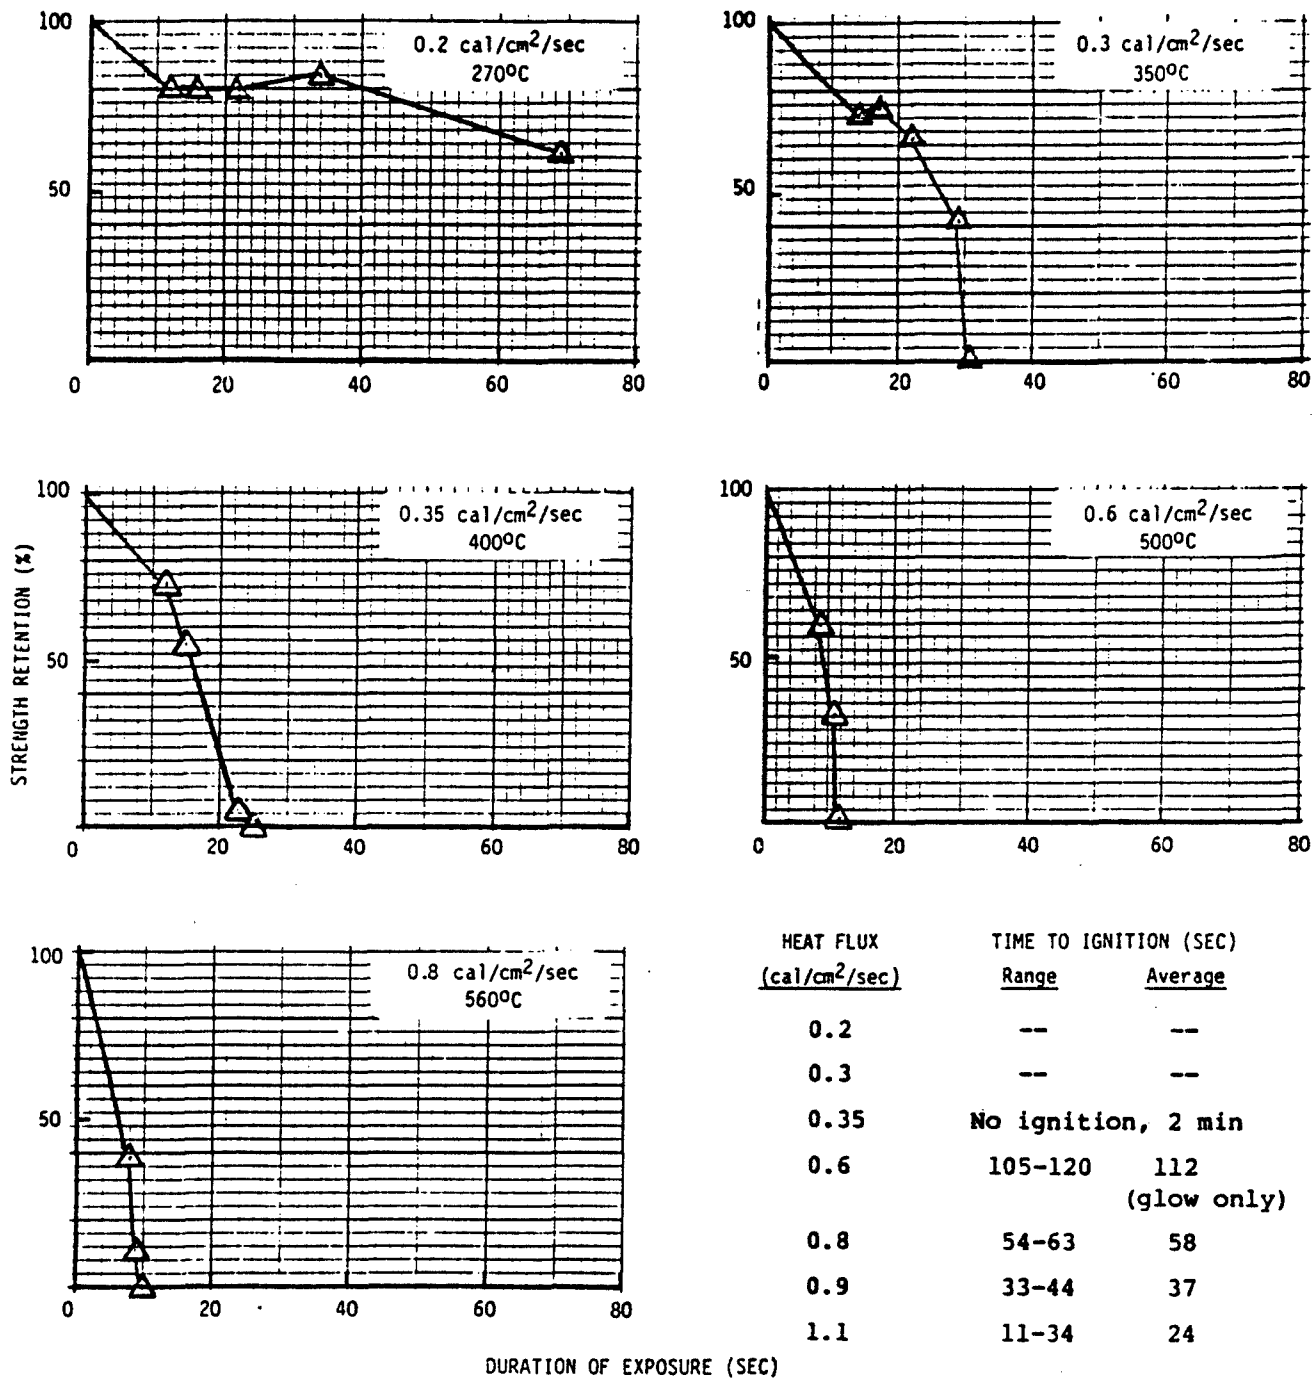 100
0.2 cal/cm²/sec
270ºC
50
0 20 40 60 80
100
0.3 cal/cm²/sec
350ºC
50
0 20 40 60 80
STRENGTH RETENTION (%)
100
0.35 cal/cm²/sec
400ºC
50
0 20 40 60 80
100
0.6 cal/cm²/sec
500ºC
50
0 20 40 60 80
100
0.8 cal/cm²/sec
560ºC
50
0 20 40 60 80
HEAT FLUX TIME TO IGNITION (SEC)
(cal/cm²/sec) Range Average
0.2 -- --
0.3 -- --
0.35 No ignition, 2 min
0.6 105-120 112
(glow only)
0.8 54-63 58
0.9 33-44 37
1.1 11-34 24
DURATION OF EXPOSURE (SEC)